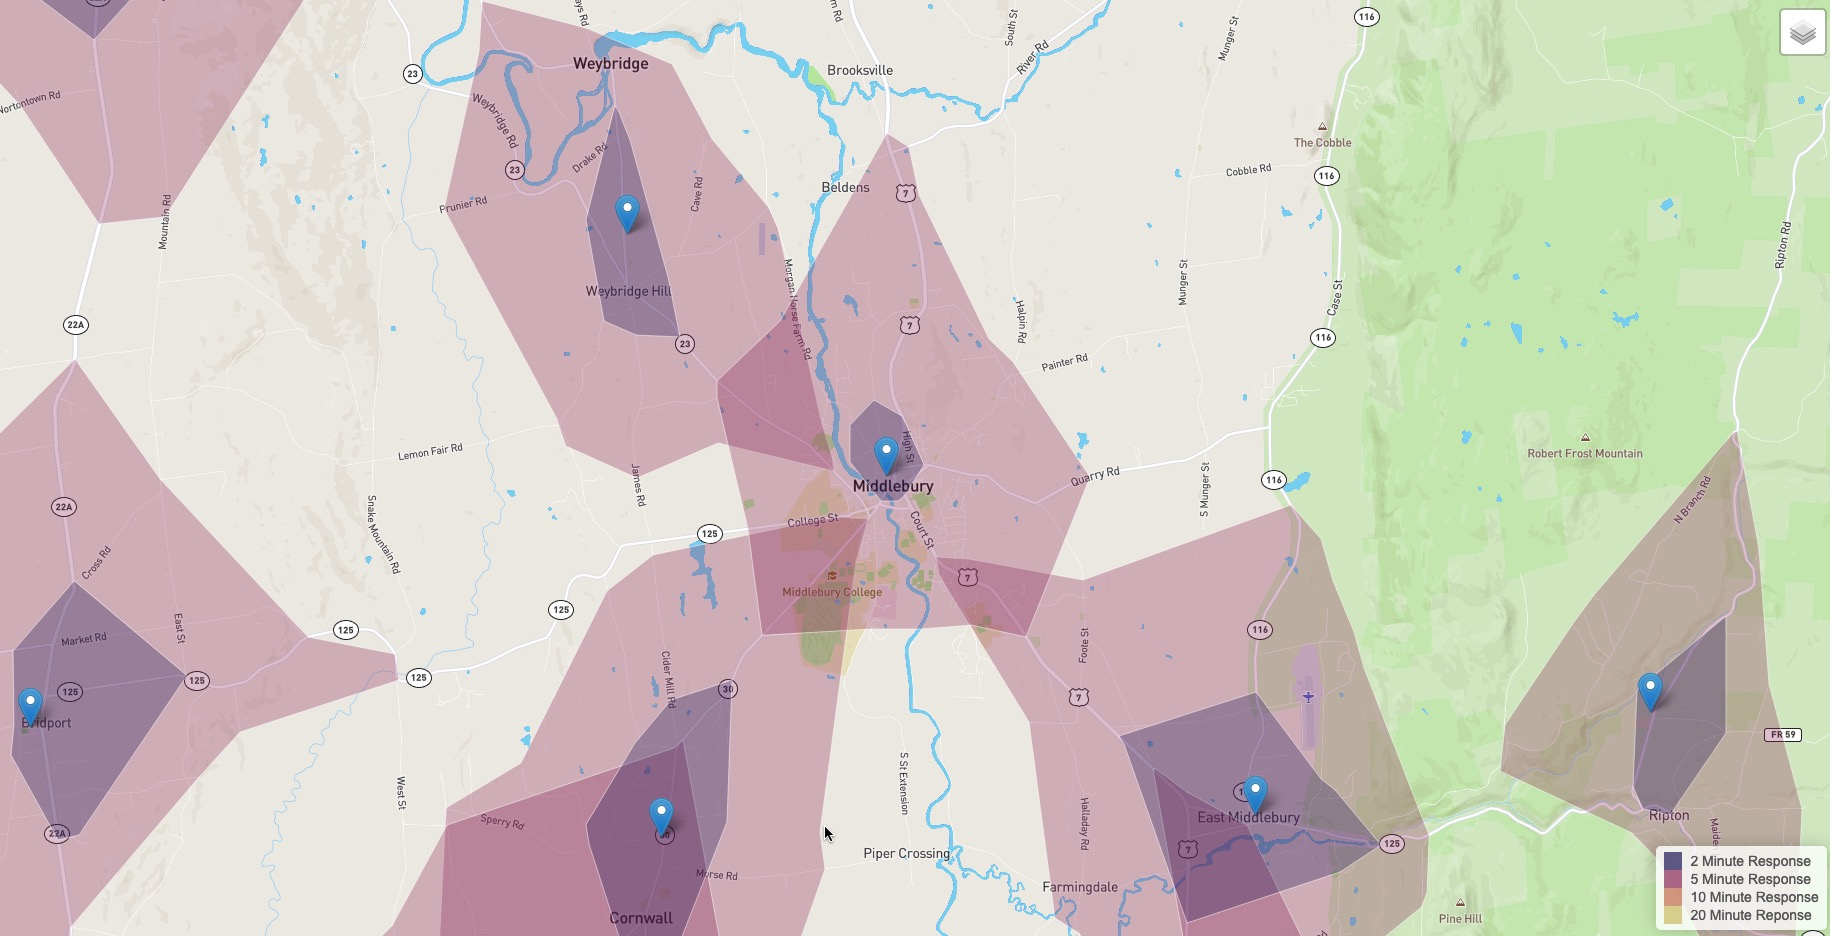 22A
ays Rd
m Rd
South St
Munger St
116
River Rd
23
Weybridge
Brooksville
Nortontown Rd
Weybridge Rd
The Cobble
Drake Rd
23
Cobble Rd
116
Cave Rd
Beldens
7
Prunier Rd
Mountain Rd
Ripton Rd
Weybridge Hill
Morgan Horse Farm Rd
Munger St
Case St
22A
7
Halpin Rd
23
116
Painter Rd
Lemon Fair Rd
High St
Robert Frost Mountain
James Rd
Middlebury
Quarry Rd
S Munger St
116
N Branch Rd
22A
Snake Mountain Rd
College St
125
Court St
Cross Rd
7
Middlebury College
125
East St
125
Market Rd
116
Foote St
Cider Mill Rd
125
125
125
30
7
Bridport
FR 59
S St Extension
West St
Sperry Rd
East Middlebury
Ripton
22A
30
Halladay Rd
7
125
Maiden
Piper Crossing
Morse Rd
Farmingdale
Cornwall
Pine Hill
2 Minute Response
5 Minute Response
10 Minute Response
20 Minute Reponse